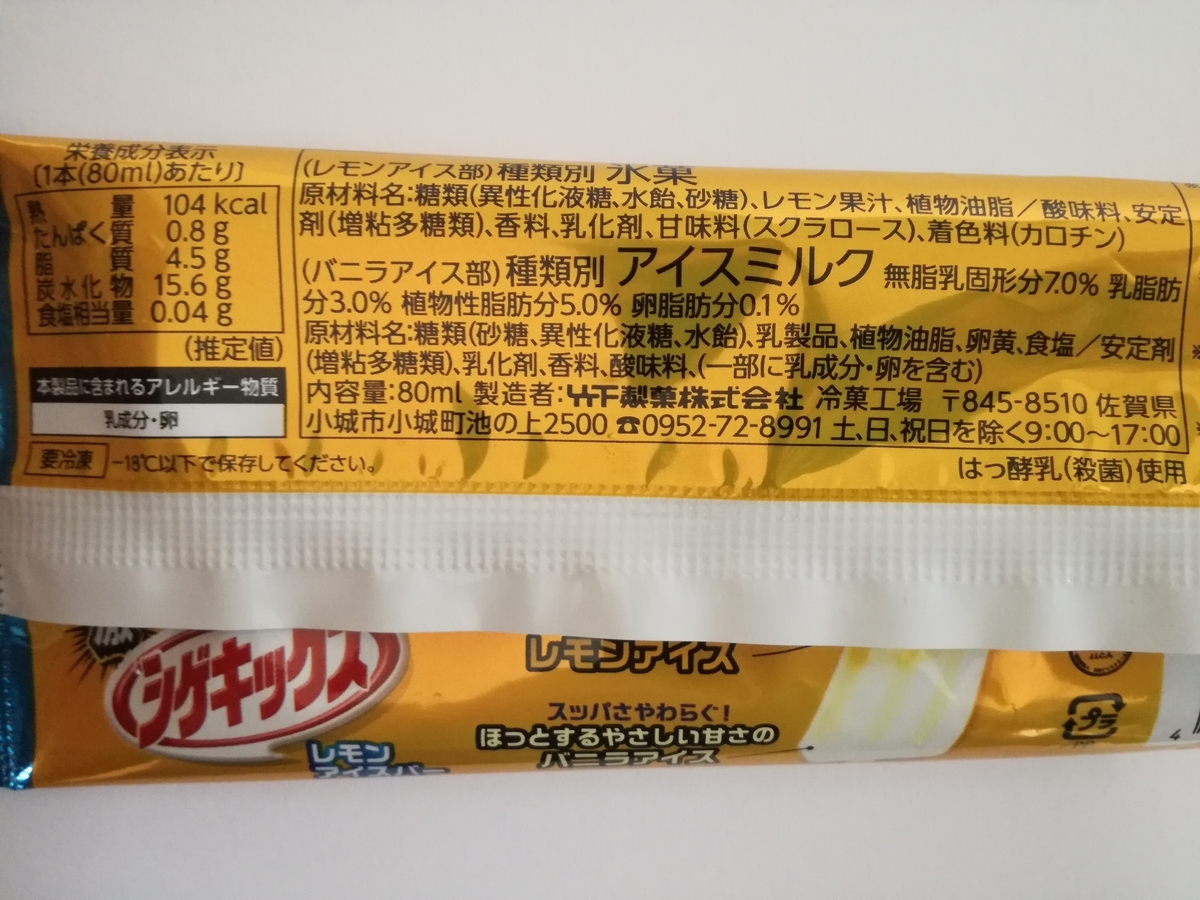 栄養成分表示
〔1本(80ml)あたり〕
熱量 104 kcal
たんぱく質 0.8 g
脂質 4.5 g
炭水化物 15.6 g
食塩相当量 0.04 g
(推定値)
本製品に含まれるアレルギー物質
乳成分・卵
要冷凍 -18℃以下で保存してください。
(レモンアイス部)種類別 氷菓
原材料名:糖類(異性化液糖、水飴、砂糖)、レモン果汁、植物油脂／酸味料、安定
剤(増粘多糖類)、香料、乳化剤、甘味料(スクラロース)、着色料(カロチン)
(バニラアイス部)種類別 アイスミルク 無脂乳固形分7.0% 乳脂肪
分3.0% 植物性脂肪分5.0% 卵脂肪分0.1%
原材料名:糖類(砂糖、異性化液糖、水飴)、乳製品、植物油脂、卵黄、食塩／安定剤
(増粘多糖類)、乳化剤、香料、酸味料、(一部に乳成分・卵を含む)
内容量:80ml 製造者:竹下製菓株式会社 冷菓工場 〒845-8510 佐賀県
小城市小城町池の上2500 ☎0952-72-8991 土、日、祝日を除く9:00～17:00
はっ酵乳(殺菌)使用
シゲキックス
レモン
アイスバー
レモンアイス
スッパさやわらぐ!
ほっとするやさしい甘さの
バニラアイス
プラ
4